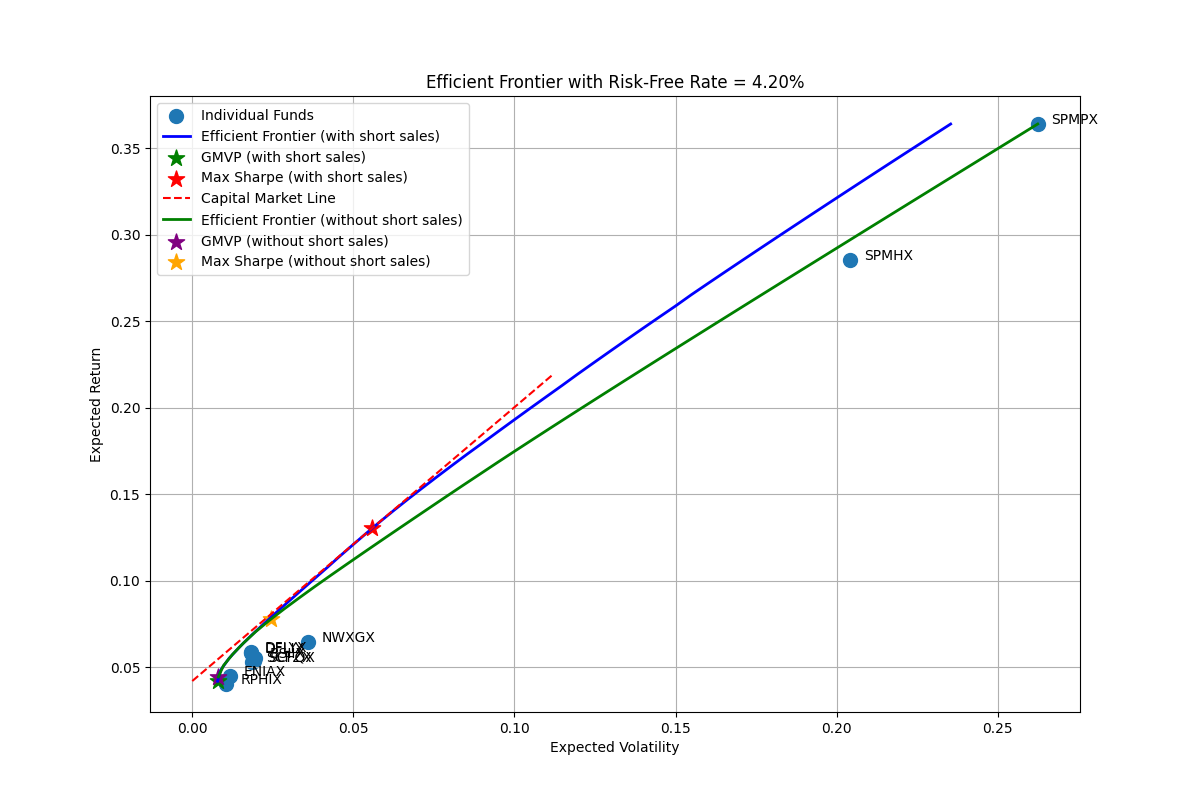 Efficient Frontier with Risk-Free Rate = 4.20%
Individual Funds
Efficient Frontier (with short sales)
GMVP (with short sales)
Max Sharpe (with short sales)
Capital Market Line
Efficient Frontier (without short sales)
GMVP (without short sales)
Max Sharpe (without short sales)
SPMPX
SPMHX
NWXGX
ENIAX
RPHIX
0.35
0.30
0.25
0.20
0.15
0.10
0.05
Expected Return
0.00 0.05 0.10 0.15 0.20 0.25
Expected Volatility